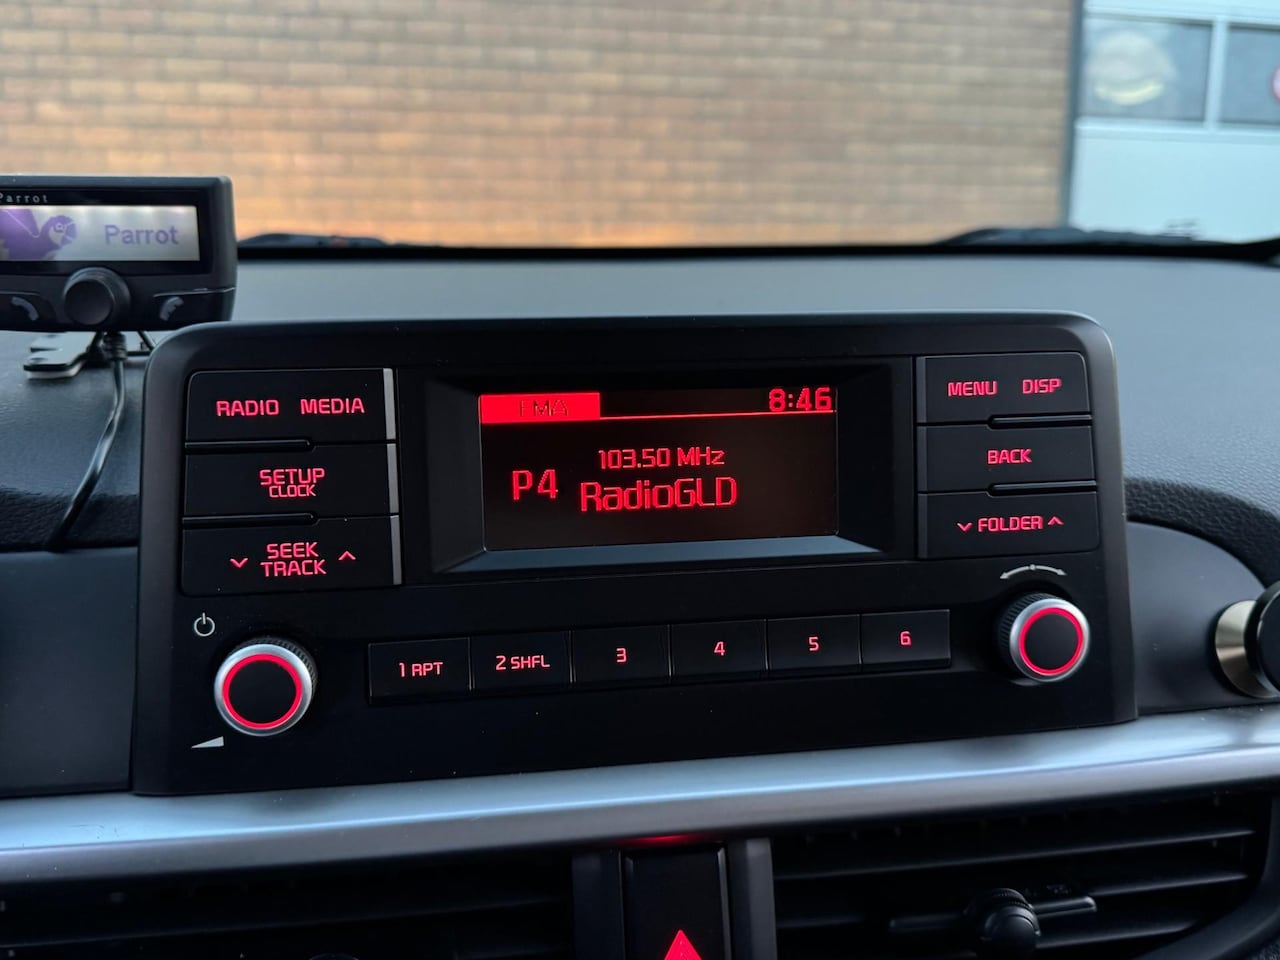 Parrot
Parrot
RADIO MEDIA
SETUP
CLOCK
SEEK
TRACK
FMA 8:46
103.50 MHz
P4 RadioGLD
MENU DISP
BACK
FOLDER
1 RPT 2 SHFL 3 4 5 6